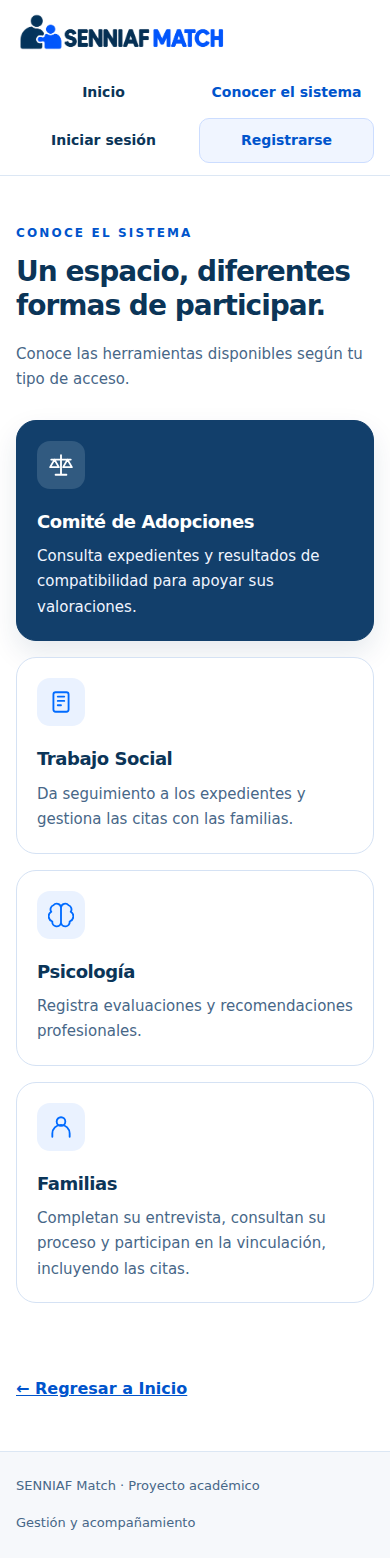 SENNIAF MATCH
Inicio
Conocer el sistema
Iniciar sesión
Registrarse
CONOCE EL SISTEMA
Un espacio, diferentes
formas de participar.
Conoce las herramientas disponibles según tu
tipo de acceso.
Comité de Adopciones
Consulta expedientes y resultados de
compatibilidad para apoyar sus
valoraciones.
Trabajo Social
Da seguimiento a los expedientes y
gestiona las citas con las familias.
Psicología
Registra evaluaciones y recomendaciones
profesionales.
Familias
Completan su entrevista, consultan su
proceso y participan en la vinculación,
incluyendo las citas.
← Regresar a Inicio
SENNIAF Match · Proyecto académico
Gestión y acompañamiento